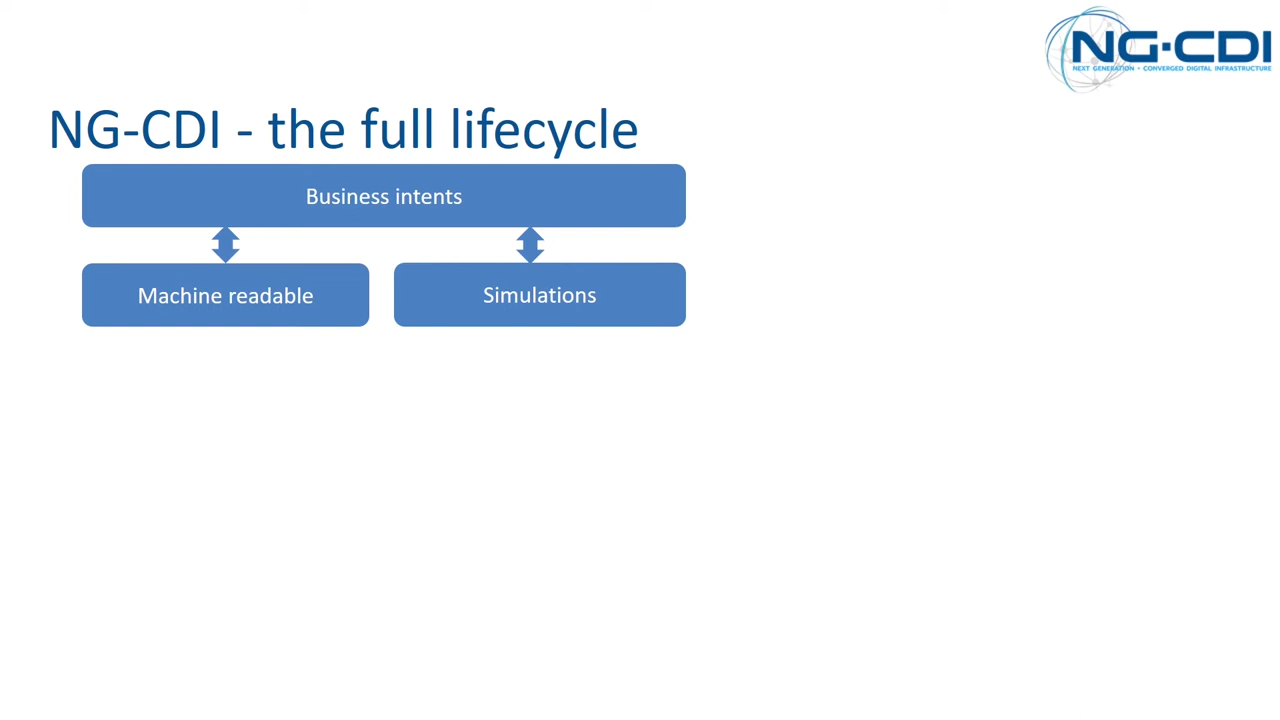 NG-CDI
NEXT GENERATION • CONVERGED DIGITAL INFRASTRUCTURE
NG-CDI - the full lifecycle
Business intents
Machine readable
Simulations